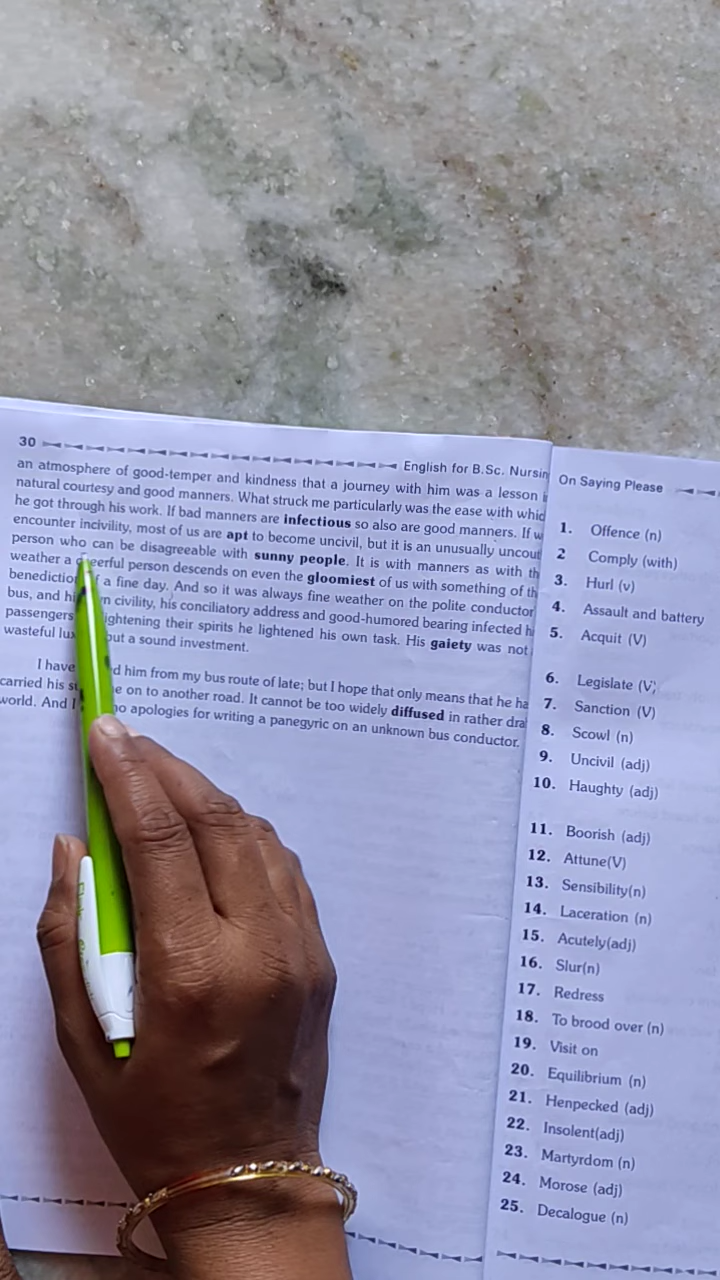 30
English for B.Sc. Nursin
an atmosphere of good-temper and kindness that a journey with him was a lesson i
natural courtesy and good manners. What struck me particularly was the ease with whic
he got through his work. If bad manners are infectious so also are good manners. If w
encounter incivility, most of us are apt to become uncivil, but it is an unusually uncout
person who can be disagreeable with sunny people. It is with manners as with th
weather a cheerful person descends on even the gloomiest of us with something of th
benediction a fine day. And so it was always fine weather on the polite conductor
bus, and civility, his conciliatory address and good-humored bearing infected h
passengers lightening their spirits he lightened his own task. His gaiety was not
wasteful but a sound investment.
I have him from my bus route of late; but I hope that only means that he ha
carried his on to another road. It cannot be too widely diffused in rather dra
world. And I no apologies for writing a panegyric on an unknown bus conductor.
On Saying Please
1. Offence (n)
2 Comply (with)
3. Hurl (v)
4. Assault and battery
5. Acquit (V)
6. Legislate (V;
7. Sanction (V)
8. Scowl (n)
9. Uncivil (adj)
10. Haughty (adj)
11. Boorish (adj)
12. Attune(V)
13. Sensibility(n)
14. Laceration (n)
15. Acutely(adj)
16. Slur(n)
17. Redress
18. To brood over (n)
19. Visit on
20. Equilibrium (n)
21. Henpecked (adj)
22. Insolent(adj)
23. Martyrdom (n)
24. Morose (adj)
25. Decalogue (n)